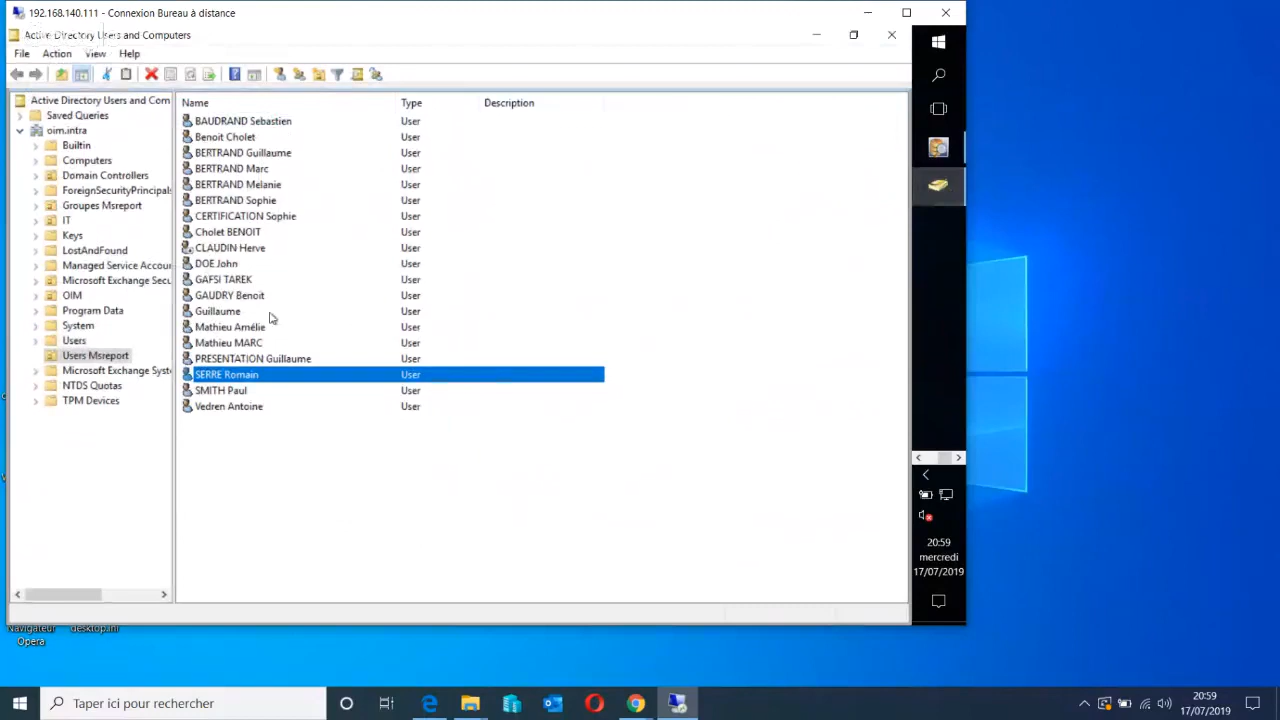 192.168.140.111 - Connexion Bureau à distance
Active Directory Users and Computers
File Action View Help
Active Directory Users and Com
Saved Queries
oim.intra
Builtin
Computers
Domain Controllers
ForeignSecurityPrincipals
Groupes Msreport
IT
Keys
LostAndFound
Managed Service Accou
Microsoft Exchange Secu
OIM
Program Data
System
Users
Users Msreport
Microsoft Exchange Syst
NTDS Quotas
TPM Devices
Name Type Description
BAUDRAND Sebastien User
Benoit Cholet User
BERTRAND Guillaume User
BERTRAND Marc User
BERTRAND Melanie User
BERTRAND Sophie User
CERTIFICATION Sophie User
Cholet BENOIT User
CLAUDIN Herve User
DOE John User
GAFSI TAREK User
GAUDRY Benoit User
Guillaume User
Mathieu Amélie User
Mathieu MARC User
PRESENTATION Guillaume User
SERRE Romain User
SMITH Paul User
Vedren Antoine User
20:59
mercredi
17/07/2019
Navigateur
Opera
desktop.ini
Taper ici pour rechercher
20:59
17/07/2019